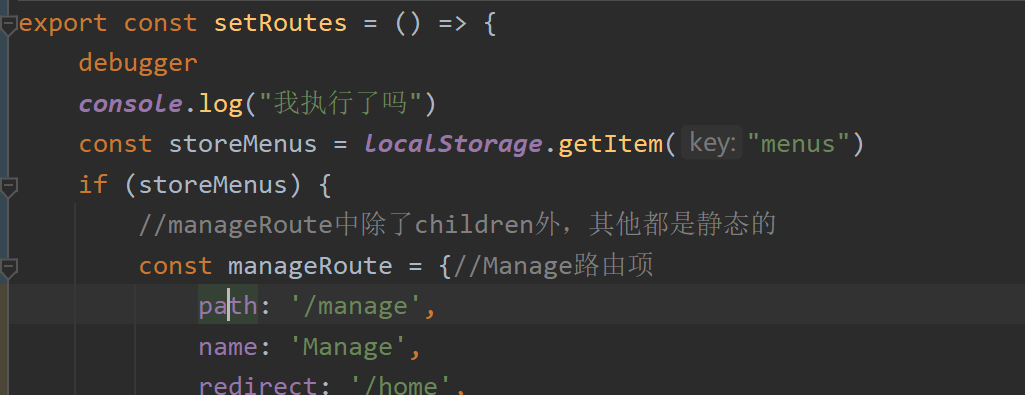 export const setRoutes = () => {
debugger
console.log("我执行了吗")
const storeMenus = localStorage.getItem( key: "menus")
if (storeMenus) {
//manageRoute中除了children外，其他都是静态的
const manageRoute = {//Manage路由项
path: '/manage',
name: 'Manage',
redirect: '/home',